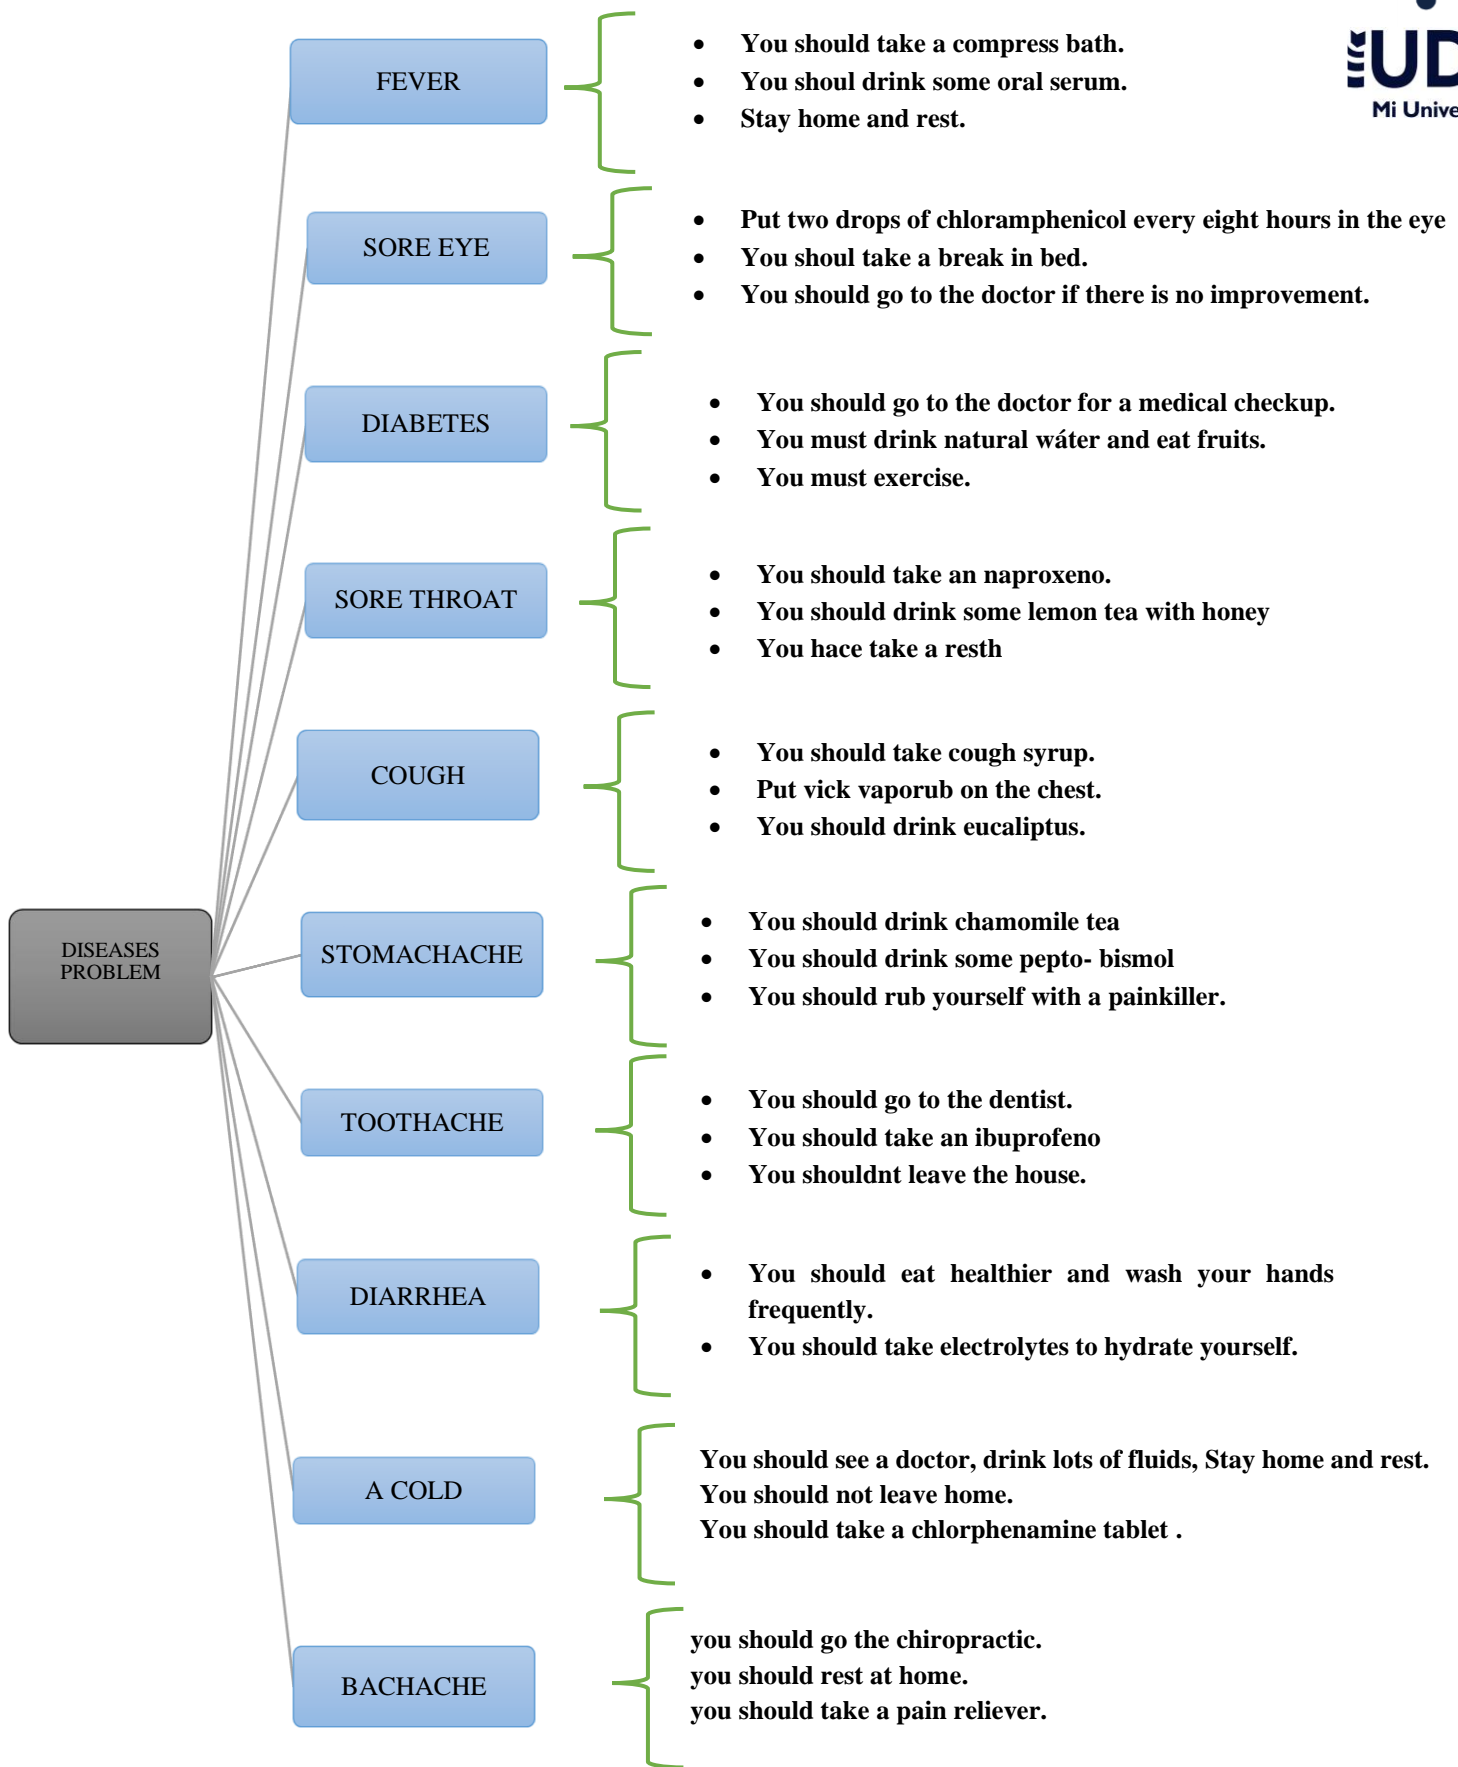 UD
Mi Unive
FEVER
• You should take a compress bath.
• You shoul drink some oral serum.
• Stay home and rest.
SORE EYE
• Put two drops of chloramphenicol every eight hours in the eye
• You shoul take a break in bed.
• You should go to the doctor if there is no improvement.
DIABETES
• You should go to the doctor for a medical checkup.
• You must drink natural wáter and eat fruits.
• You must exercise.
SORE THROAT
• You should take an naproxeno.
• You should drink some lemon tea with honey
• You hace take a resth
COUGH
• You should take cough syrup.
• Put vick vaporub on the chest.
• You should drink eucaliptus.
DISEASES
PROBLEM
STOMACHACHE
• You should drink chamomile tea
• You should drink some pepto- bismol
• You should rub yourself with a painkiller.
TOOTHACHE
• You should go to the dentist.
• You should take an ibuprofeno
• You shouldnt leave the house.
DIARRHEA
• You should eat healthier and wash your hands
frequently.
• You should take electrolytes to hydrate yourself.
A COLD
You should see a doctor, drink lots of fluids, Stay home and rest.
You should not leave home.
You should take a chlorphenamine tablet .
BACHACHE
you should go the chiropractic.
you should rest at home.
you should take a pain reliever.